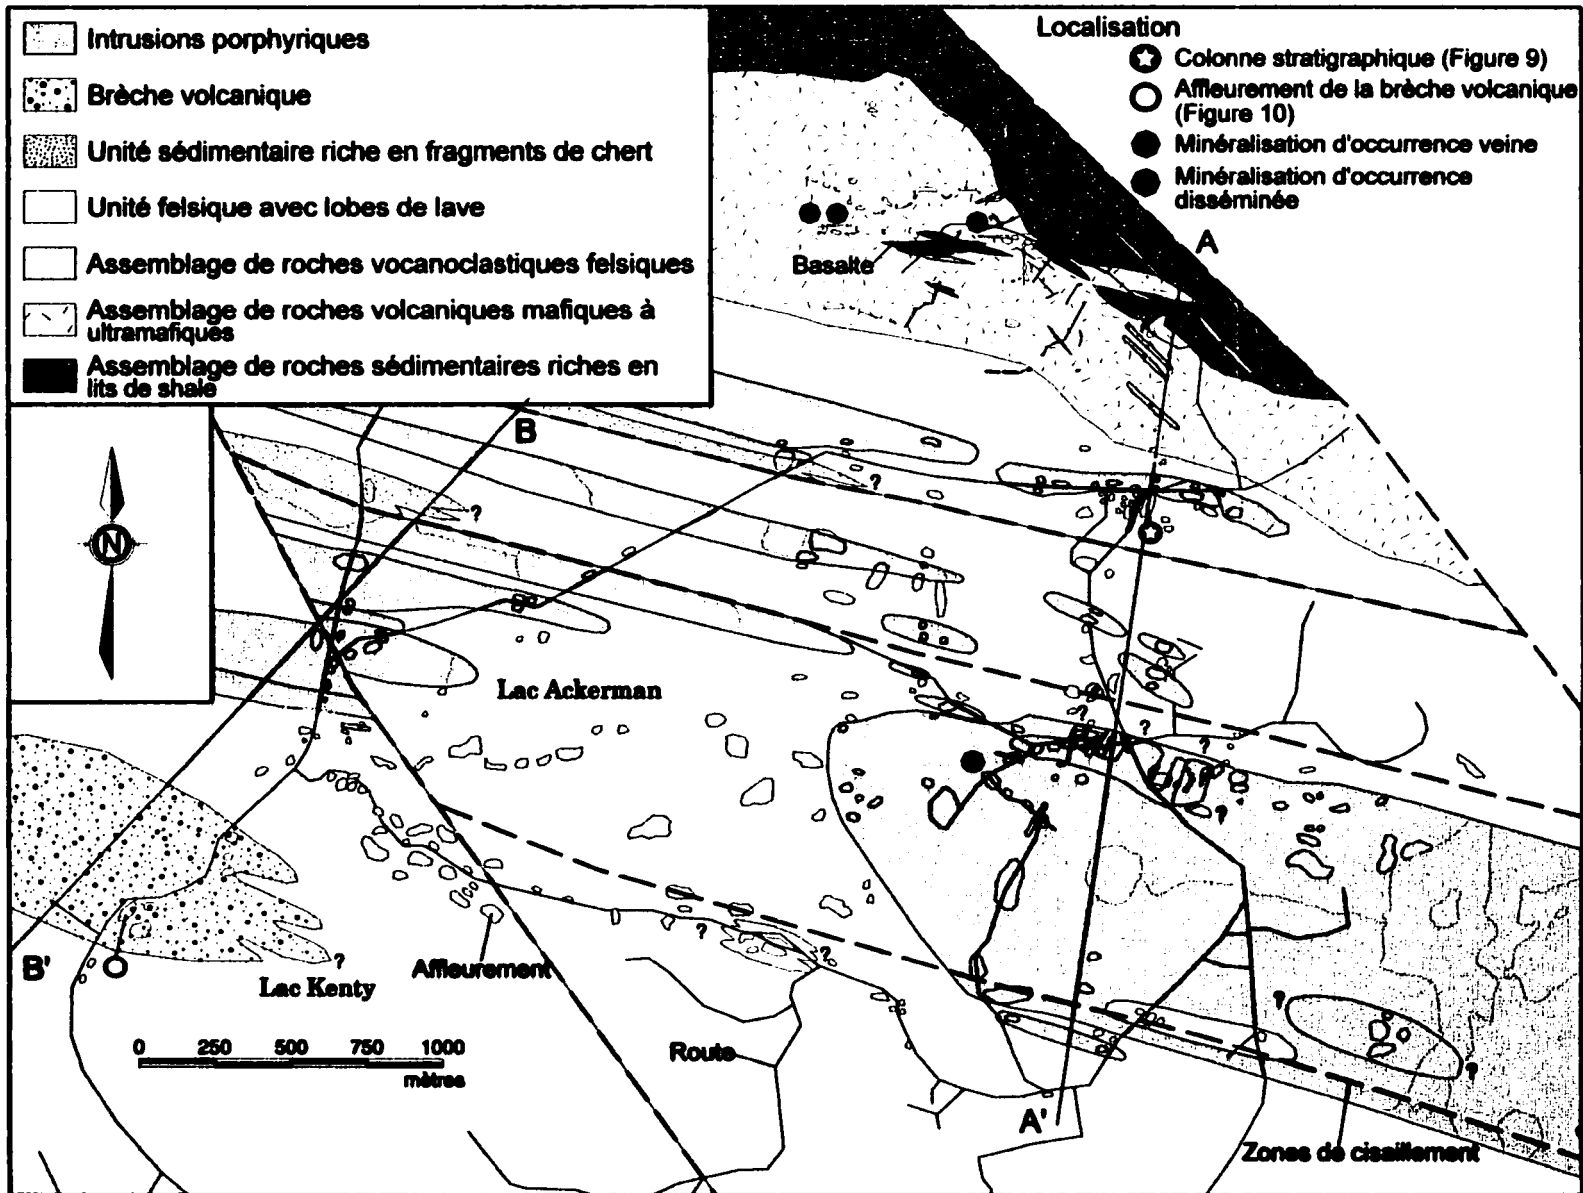 Intrusions porphyriques
Brèche volcanique
Unité sédimentaire riche en fragments de chert
Unité felsique avec lobes de lave
Assemblage de roches vocanoclastiques felsiques
Assemblage de roches volcaniques mafiques à
ultramafiques
Assemblage de roches sédimentaires riches en
lits de shale
Localisation
Colonne stratigraphique (Figure 9)
Affleurement de la brèche volcanique
(Figure 10)
Minéralisation d'occurrence veine
Minéralisation d'occurrence
disséminée
A
Basalte
B
?
?
N
Lac Ackerman
?
?
?
?
B'
?
Lac Kenty
Affleurement
?
?
?
?
0 250 500 750 1000
mètres
Route
A'
Zones de cisaillement